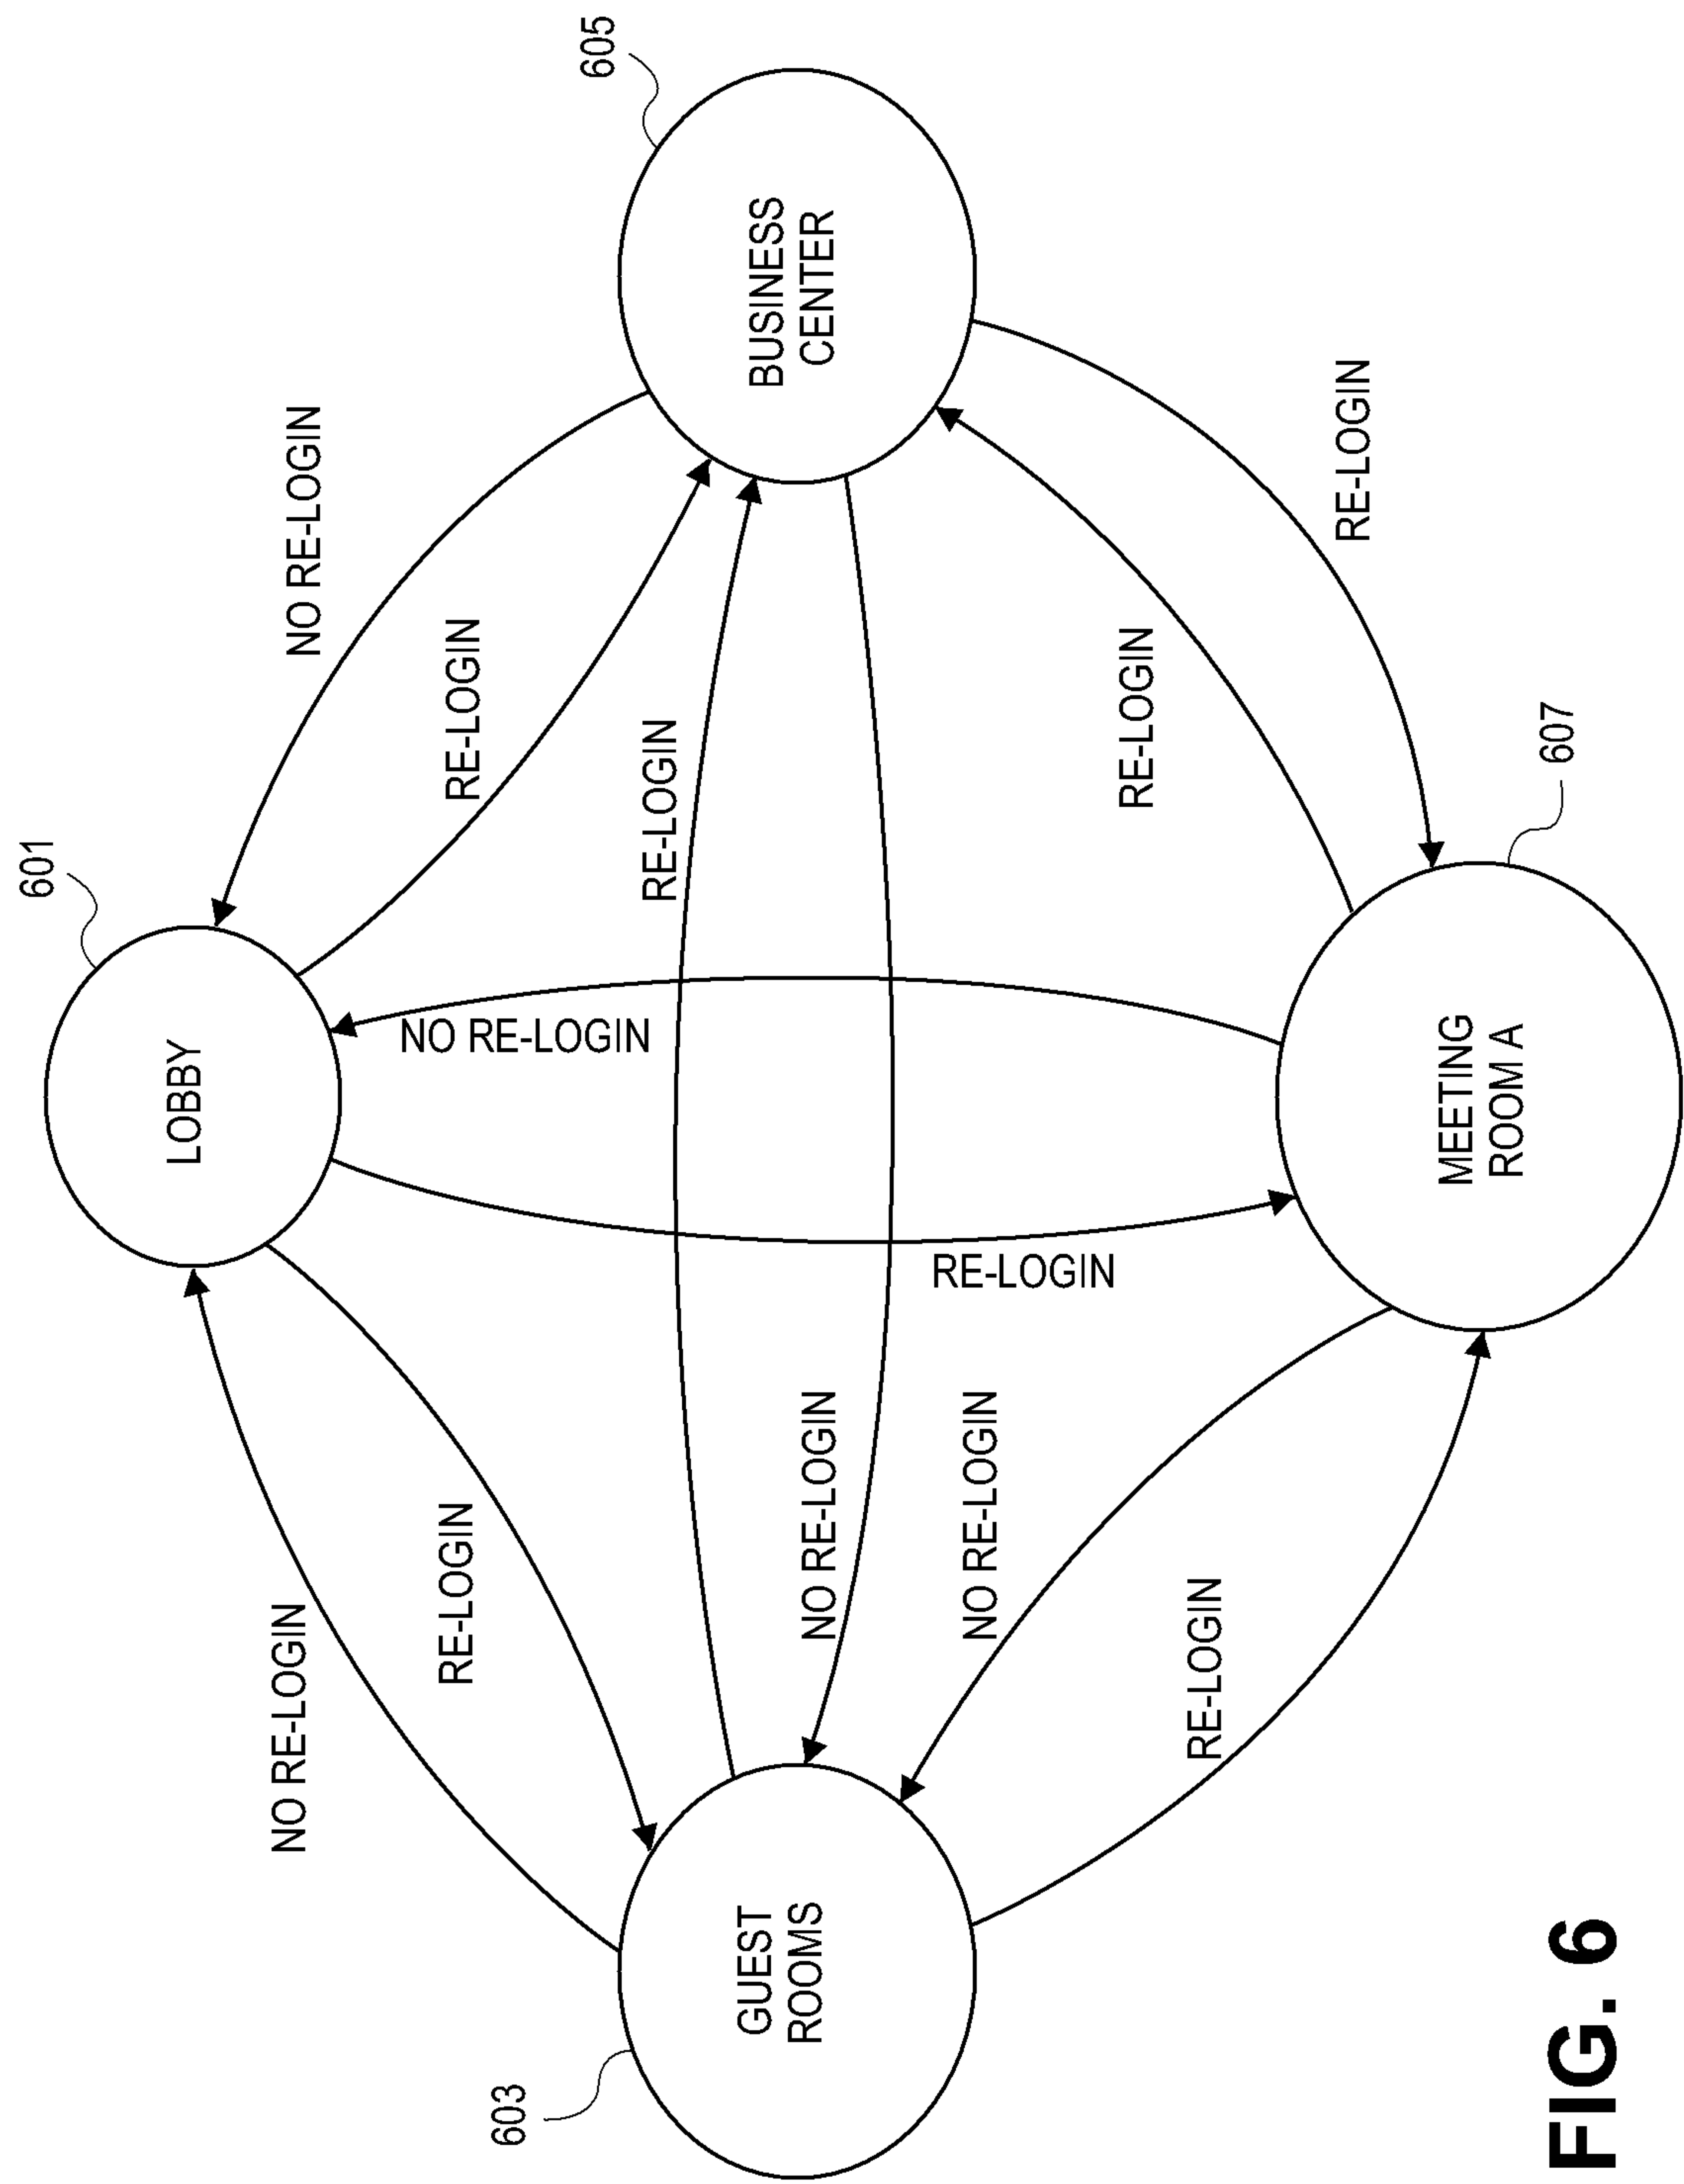 601
LOBBY
NO RE-LOGIN
NO RE-LOGIN
RE-LOGIN
RE-LOGIN
603
NO RE-LOGIN
605
RE-LOGIN
GUEST
ROOMS
BUSINESS
CENTER
NO RE-LOGIN
NO RE-LOGIN
RE-LOGIN
RE-LOGIN
RE-LOGIN
RE-LOGIN
MEETING
ROOM A
607
FIG. 6